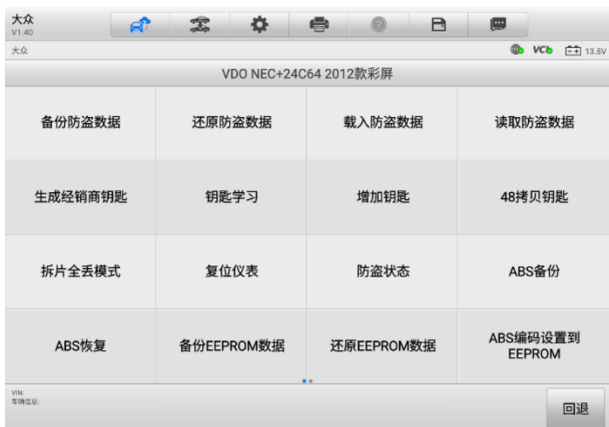 大众
V1.40
大众
VCI
13.5V
VDO NEC+24C64 2012款彩屏
备份防盗数据
还原防盗数据
载入防盗数据
读取防盗数据
生成经销商钥匙
钥匙学习
增加钥匙
48拷贝钥匙
拆片全丢模式
复位仪表
防盗状态
ABS备份
ABS恢复
备份EEPROM数据
还原EEPROM数据
ABS编码设置到
EEPROM
VIN:
车辆信息:
回退